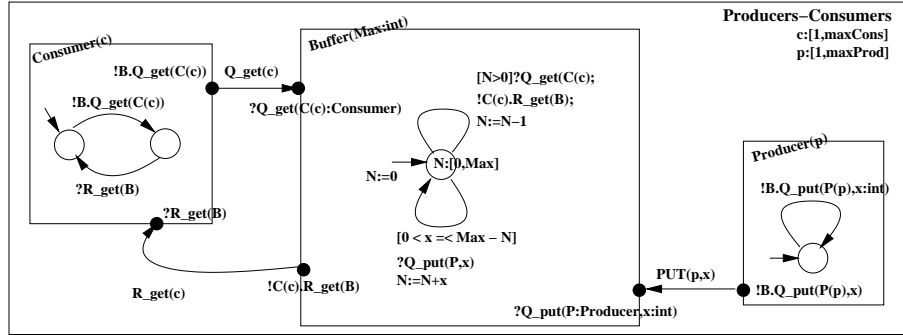 Producers−Consumers
c:[1,maxCons]
p:[1,maxProd]
Consumer(c)
!B.Q_get(C(c))
Q_get(c)
!B.Q_get(C(c))
?R_get(B)
?R_get(B)
R_get(c)
Buffer(Max:int)
?Q_get(C(c):Consumer)
[N>0]?Q_get(C(c);
!C(c).R_get(B);
N:=N−1
N:[0,Max]
N:=0
[0 < x =< Max − N]
?Q_put(P,x)
N:=N+x
!C(c).R_get(B)
?Q_put(P:Producer,x:int)
PUT(p,x)
Producer(p)
!B.Q_put(P(p),x:int)
!B.Q_put(P(p),x)